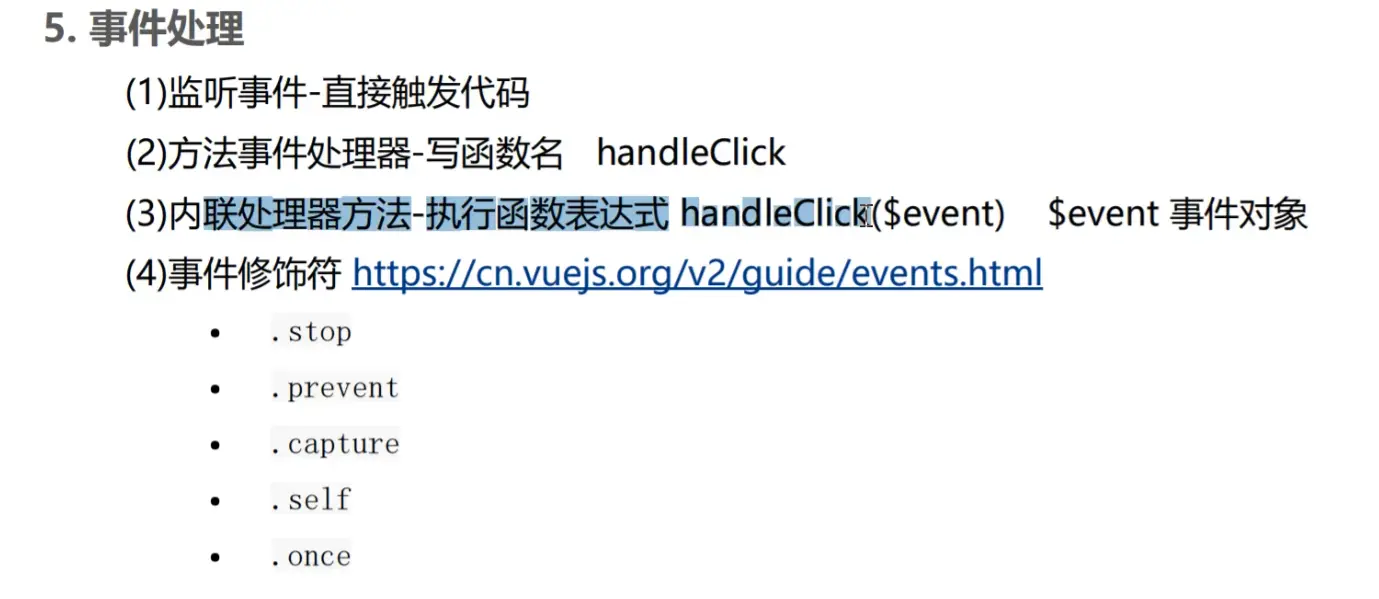 5. 事件处理
(1)监听事件-直接触发代码
(2)方法事件处理器-写函数名 handleClick
(3)内联处理器方法-执行函数表达式 handleClick($event) $event 事件对象
(4)事件修饰符 https://cn.vuejs.org/v2/guide/events.html
• .stop
• .prevent
• .capture
• .self
• .once